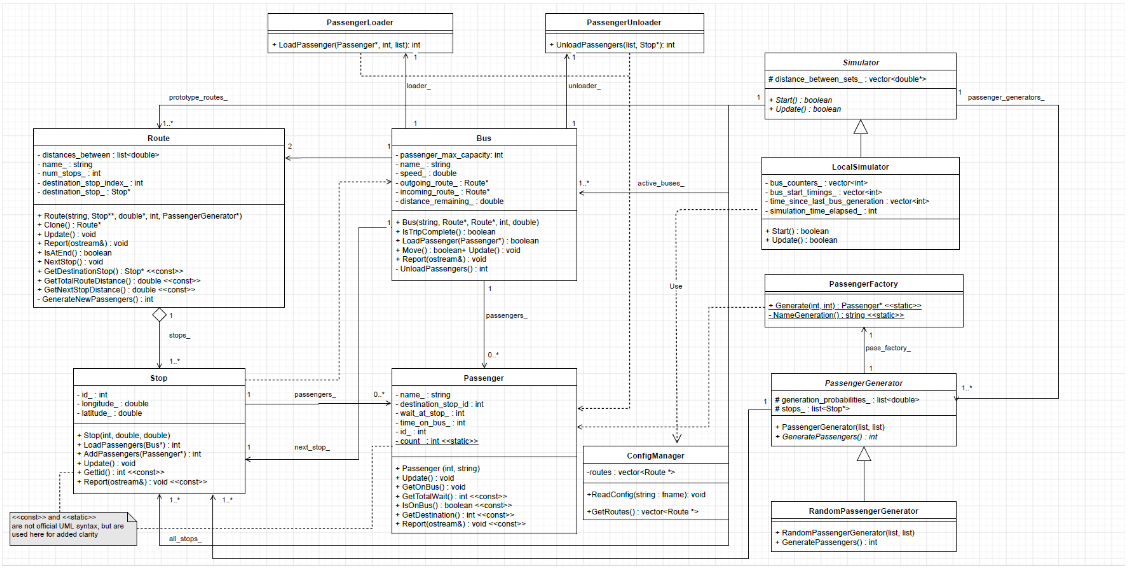 PassengerLoader
+ LoadPassenger(Passenger*, int, list): int
PassengerUnloader
+ UnloadPassengers(list, Stop*): int
Simulator
# distance_between_sets_ : vector<double*>
+ Start() : boolean
+ Update() : boolean
1
1
loader_
unloader_
prototype_routes_
1
1
passenger_generators_
1..*
1
1
Route
- distances_between : list<double>
- name_ : string
- num_stops_ : int
- destination_stop_index_ : int
- destination_stop_ : Stop*
+ Route(string, Stop**, double*, int, PassengerGenerator*)
+ Clone() : Route*
+ Update() : void
+ Report(ostream&) : void
+ IsAtEnd() : boolean
+ NextStop() : void
+ GetDestinationStop() : Stop* <<const>>
+ GetTotalRouteDistance() : double <<const>>
+ GetNextStopDistance() : double <<const>>
- GenerateNewPassengers() : int
2
1
Bus
- passenger_max_capacity: int
- name_ : string
- speed_ : double
- outgoing_route_ : Route*
- incoming_route_ : Route*
- distance_remaining_ : double
+ Bus(string, Route*, Route*, int, double)
+ IsTripComplete() : boolean
+ LoadPassenger(Passenger*) : boolean
+ Move() : boolean+ Update() : void
+ Report(ostream&) : void
- UnloadPassengers() : int
1..*
active_buses_
1
LocalSimulator
- bus_counters_ : vector<int>
- bus_start_timings_ : vector<int>
- time_since_last_bus_generation : vector<int>
- simulation_time_elapsed_ : int
+ Start() : boolean
+ Update() : boolean
Use
PassengerFactory
+ Generate(int, int) : Passenger* <<static>>
- NameGeneration() : string <<static>>
1
1
passengers_
stops_
1
pass_factory_
1..*
0..*
1
Stop
- id_ : int
- longitude_ : double
- latitude_ : double
+ Stop(int, double, double)
+ LoadPassengers(Bus*) : int
+ AddPassengers(Passenger*) : int
+ Update() : void
+ GetId() : int <<const>>
+ Report(ostream&) : void <<const>>
passengers_
0..*
1
next_stop_
1
1..*
1..*
Passenger
- name_ : string
- destination_stop_id : int
- wait_at_stop_ : int
- time_on_bus_ : int
- id_ : int
- count_ : int <<static>>
+ Passenger (int, string)
+ Update() : void
+ GetOnBus() : void
+ GetTotalWait() : int <<const>>
+ IsOnBus() : boolean <<const>>
+ GetDestination() : int <<const>>
+ Report(ostream&) : void <<const>>
PassengerGenerator
# generation_probabilities_ : list<double>
# stops_ : list<Stop*>
+ PassengerGenerator(list, list)
+ GeneratePassengers() : int
1
1..*
ConfigManager
-routes : vector<Route *>
+ReadConfig(string : fname): void
+GetRoutes() : vector<Route *>
RandomPassengerGenerator
+ RandomPassengerGenerator(list, list)
+ GeneratePassengers() : int
<<const>> and <<static>>
are not official UML syntax, but are
used here for added clarity
all_stops_